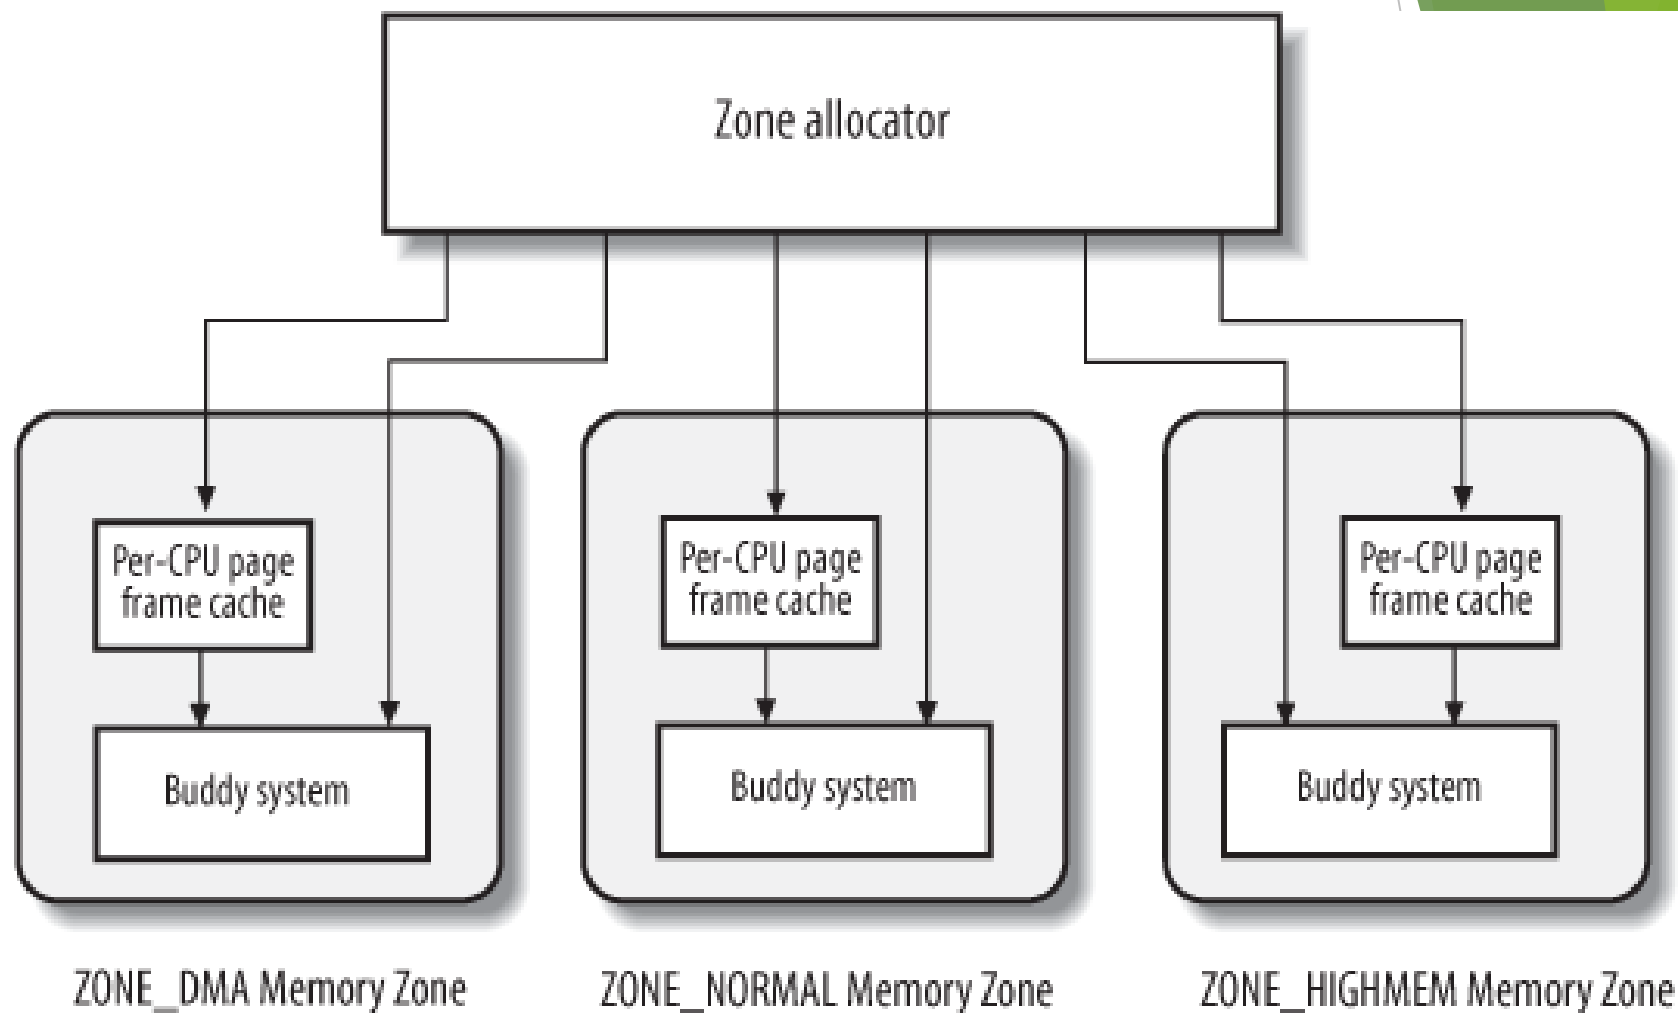 Zone allocator
Per-CPU page
frame cache
Per-CPU page
frame cache
Per-CPU page
frame cache
Buddy system
Buddy system
Buddy system
ZONE_DMA Memory Zone
ZONE_NORMAL Memory Zone
ZONE_HIGHMEM Memory Zone